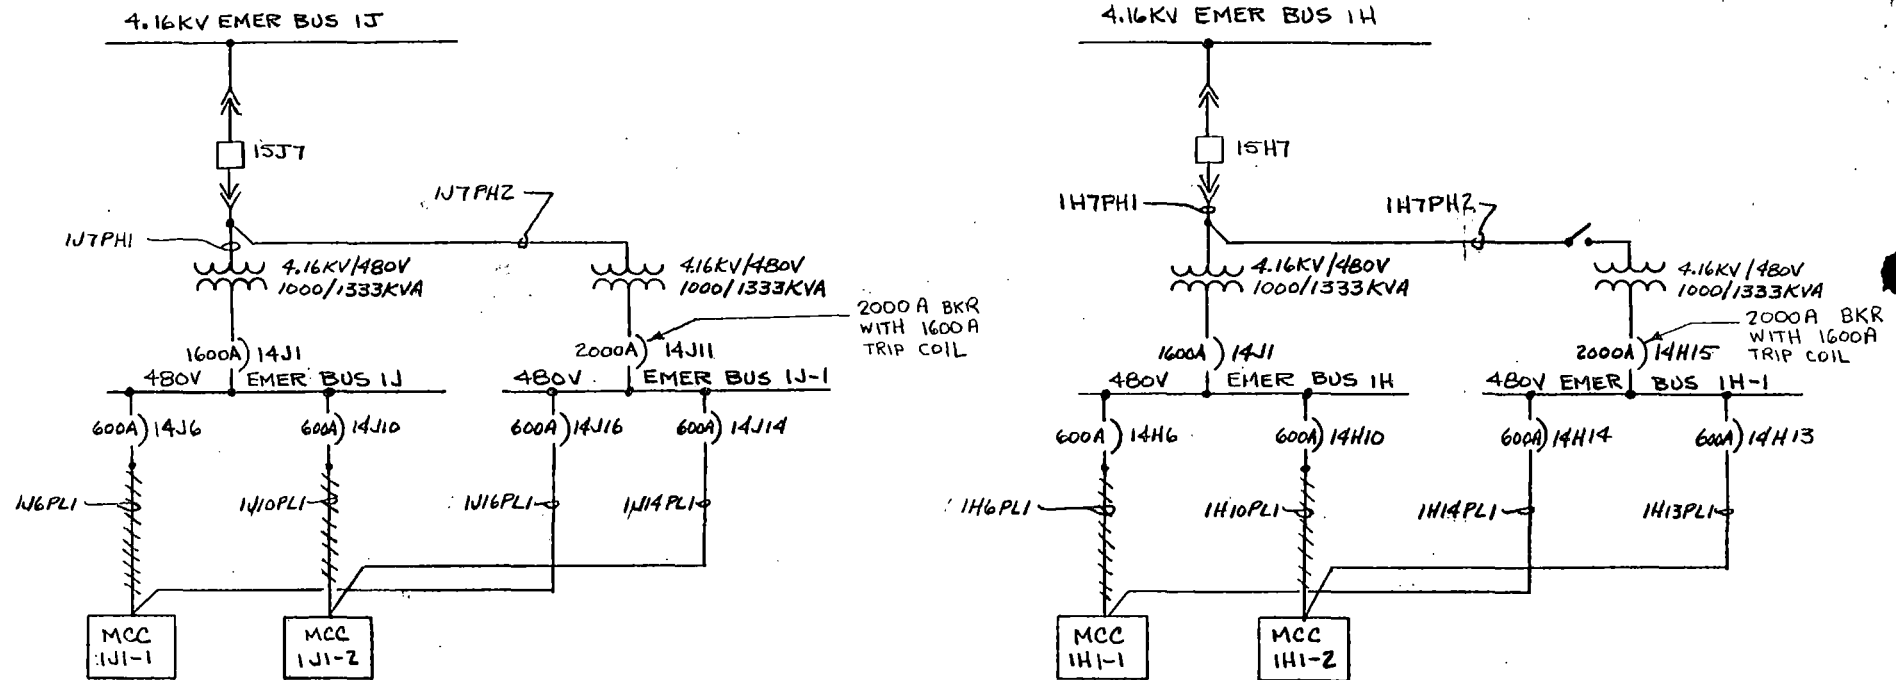 4.16KV EMER BUS 1J
15J7
1J7PH2
1J7PH1
4.16KV/480V
1000/1333KVA
4.16KV/480V
1000/1333KVA
2000A BKR
WITH 1600A
TRIP COIL
1600A 14J1
2000A 14J11
480V EMER BUS 1J
480V EMER BUS 1J-1
600A 14J6
600A 14J10
600A 14J16
600A 14J14
1J6PL1
1J10PL1
1J16PL1
1J14PL1
MCC
1J1-1
MCC
1J1-2
4.16KV EMER BUS 1H
15H7
1H7PH1
1H7PH2
4.16KV/480V
1000/1333KVA
4.16KV/480V
1000/1333KVA
2000A BKR
WITH 1600A
TRIP COIL
1600A 14J1
2000A 14H15
480V EMER BUS 1H
480V EMER BUS 1H-1
600A 14H6
600A 14H10
600A 14H14
600A 14H13
1H6PL1
1H10PL1
1H14PL1
1H13PL1
MCC
1H1-1
MCC
1H1-2